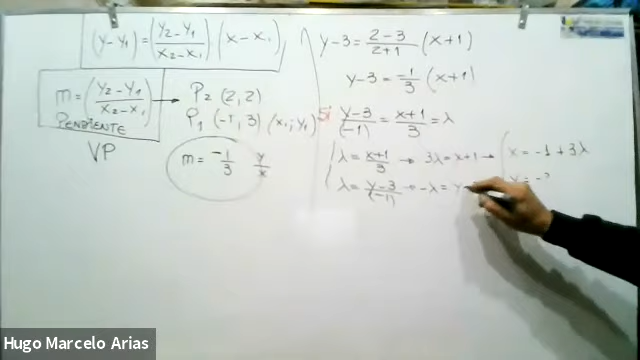 (y-y₁) = (y₂-y₁ / x₂-x₁) · (x-x₁)
m = (y₂-y₁ / x₂-x₁) → P₂ (2, 2)
PENDIENTE
P₁ (-1, 3) (x₁; y₁)
VP
m = -1/3 y/x
y-3 = 2-3 / 2+1 (x+1)
y-3 = -1/3 (x+1)
Si y-3 / (-1) = x+1 / 3 = λ
λ = x+1 / 3 → 3λ = x+1 → x = -1 + 3λ
λ = y-3 / (-1) → -λ = y
Hugo Marcelo Arias